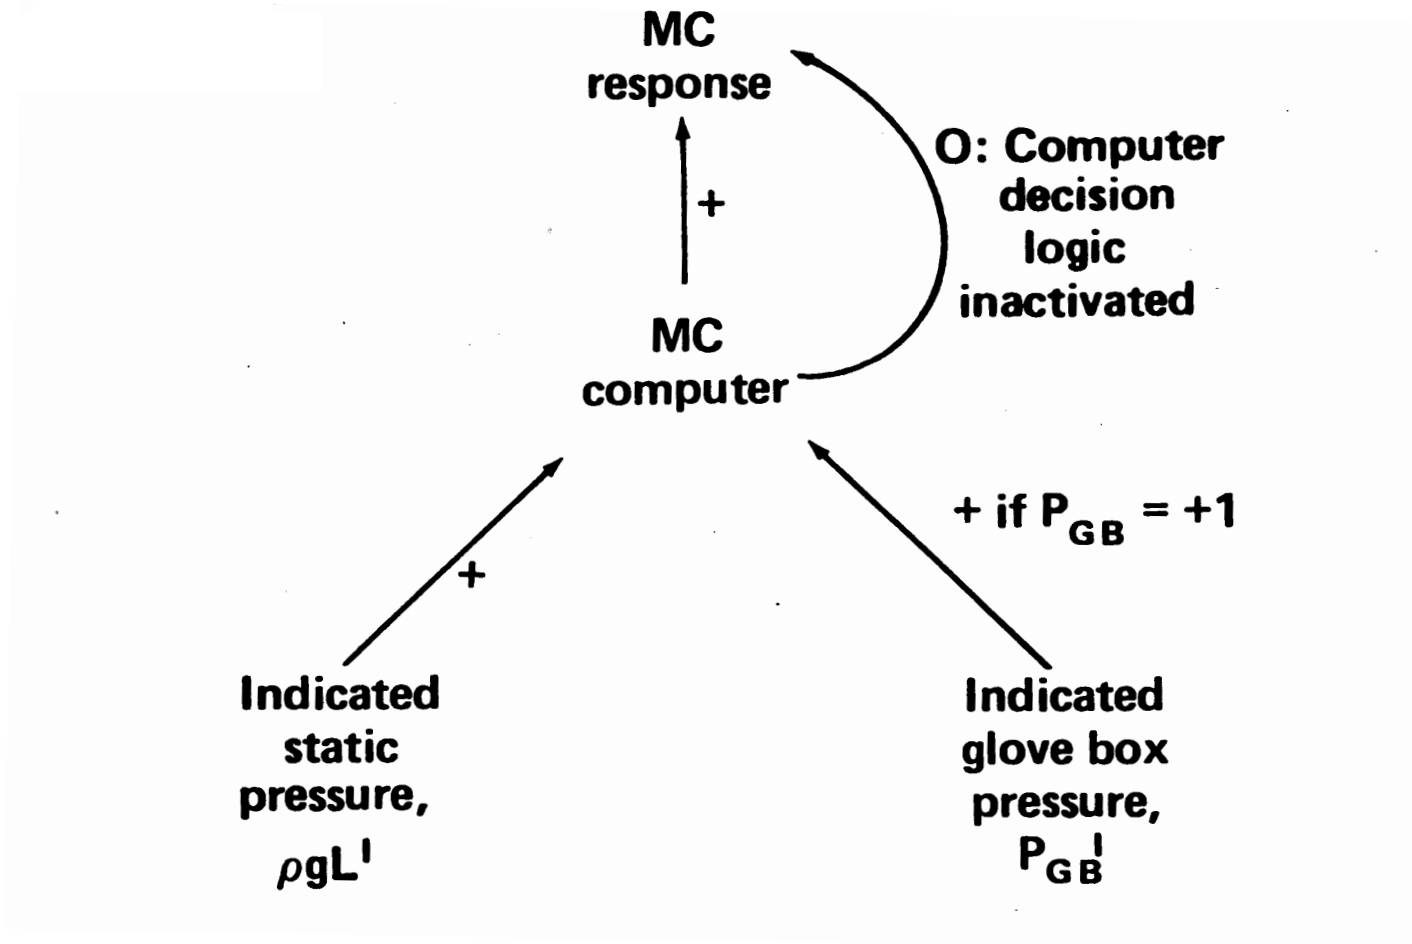 MC
response
O: Computer
decision
logic
inactivated
+
MC
computer
+ if P_GB = +1
+
Indicated
static
pressure,
ρgL'
Indicated
glove box
pressure,
P_GB'